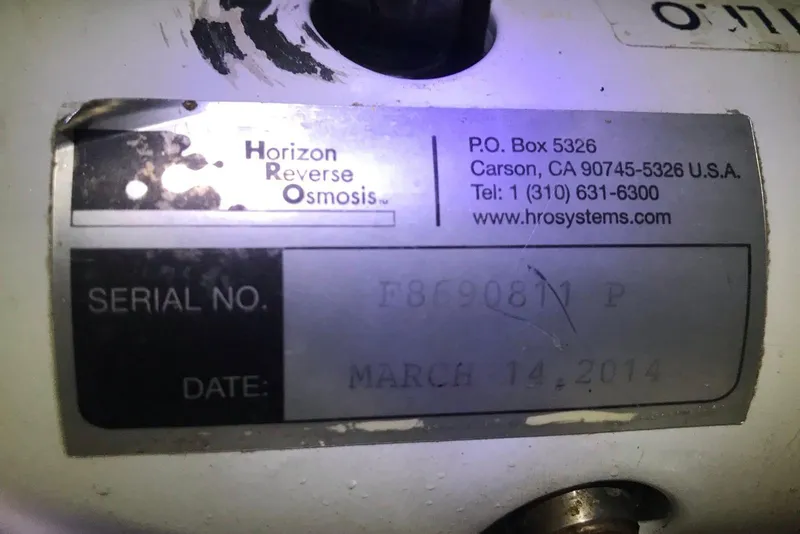 Horizon
Reverse
Osmosis™
P.O. Box 5326
Carson, CA 90745-5326 U.S.A.
Tel: 1 (310) 631-6300
www.hrosystems.com
SERIAL NO. F8690811 P
DATE: MARCH 14,2014